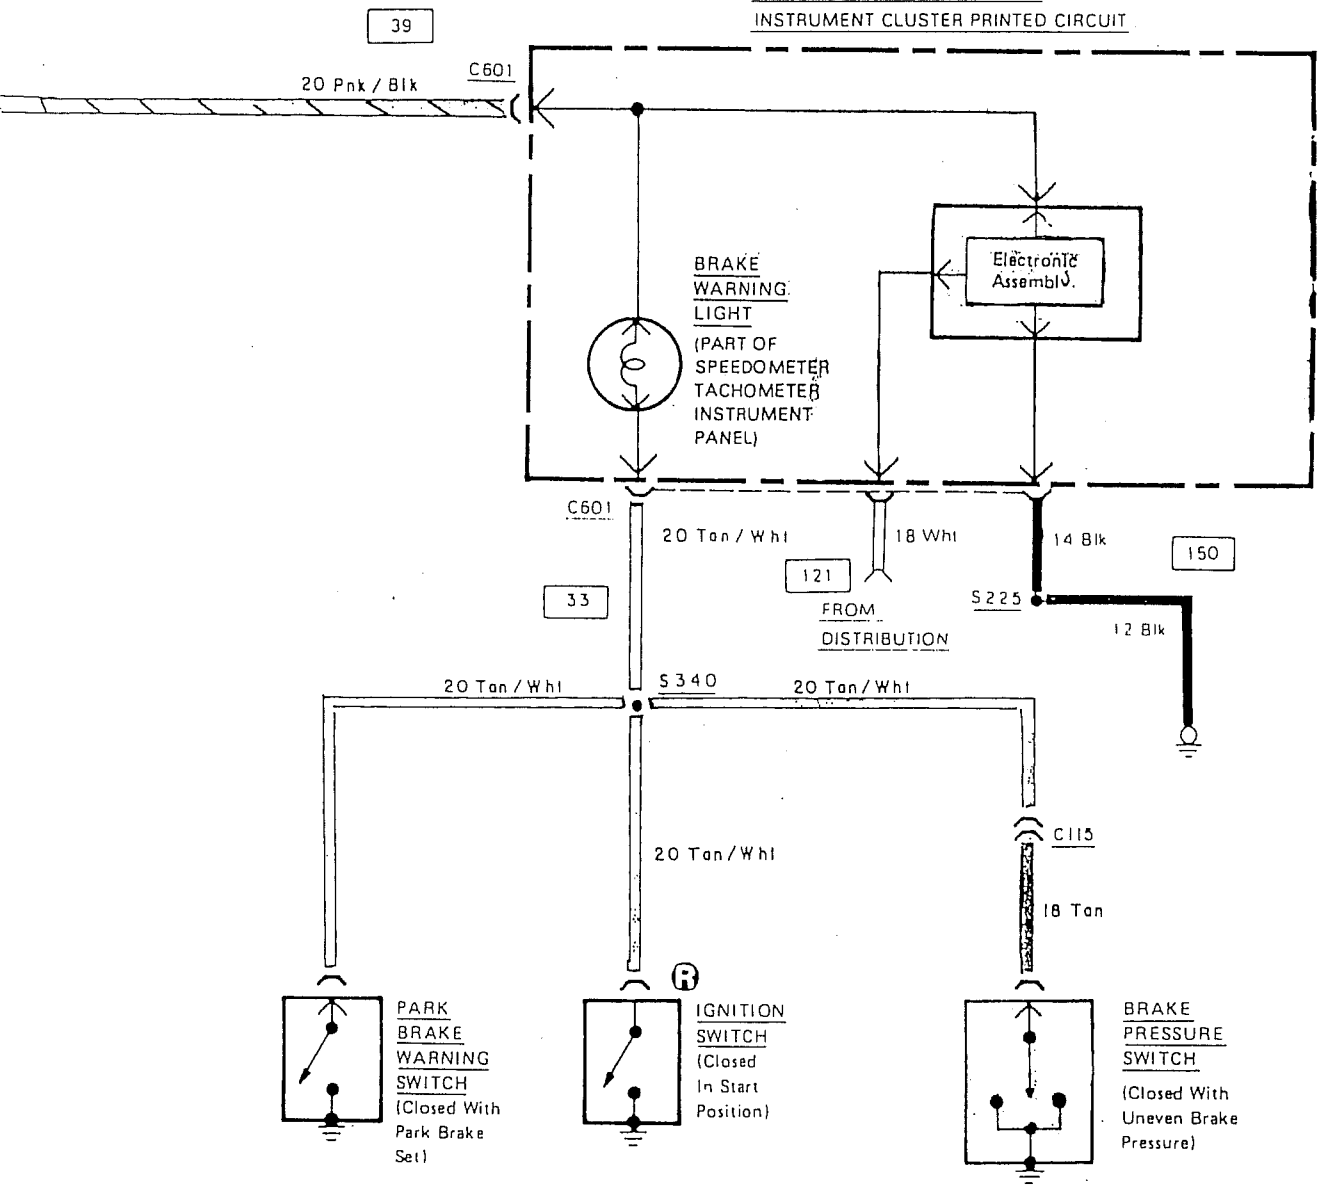 INSTRUMENT CLUSTER PRINTED CIRCUIT
39
C601
20 Pnk / Blk
Electronic
Assembly.
BRAKE
WARNING
LIGHT
(PART OF
SPEEDOMETER
TACHOMETER
INSTRUMENT
PANEL)
C601
20 Tan / Wht
18 Wht
14 Blk
150
121
33
S225
FROM
DISTRIBUTION
12 Blk
20 Tan/Wht
S340
20 Tan/Wht
C115
20 Tan/Wht
18 Tan
R
PARK
BRAKE
WARNING
SWITCH
(Closed With
Park Brake
Set)
IGNITION
SWITCH
(Closed
In Start
Position)
BRAKE
PRESSURE
SWITCH
(Closed With
Uneven Brake
Pressure)